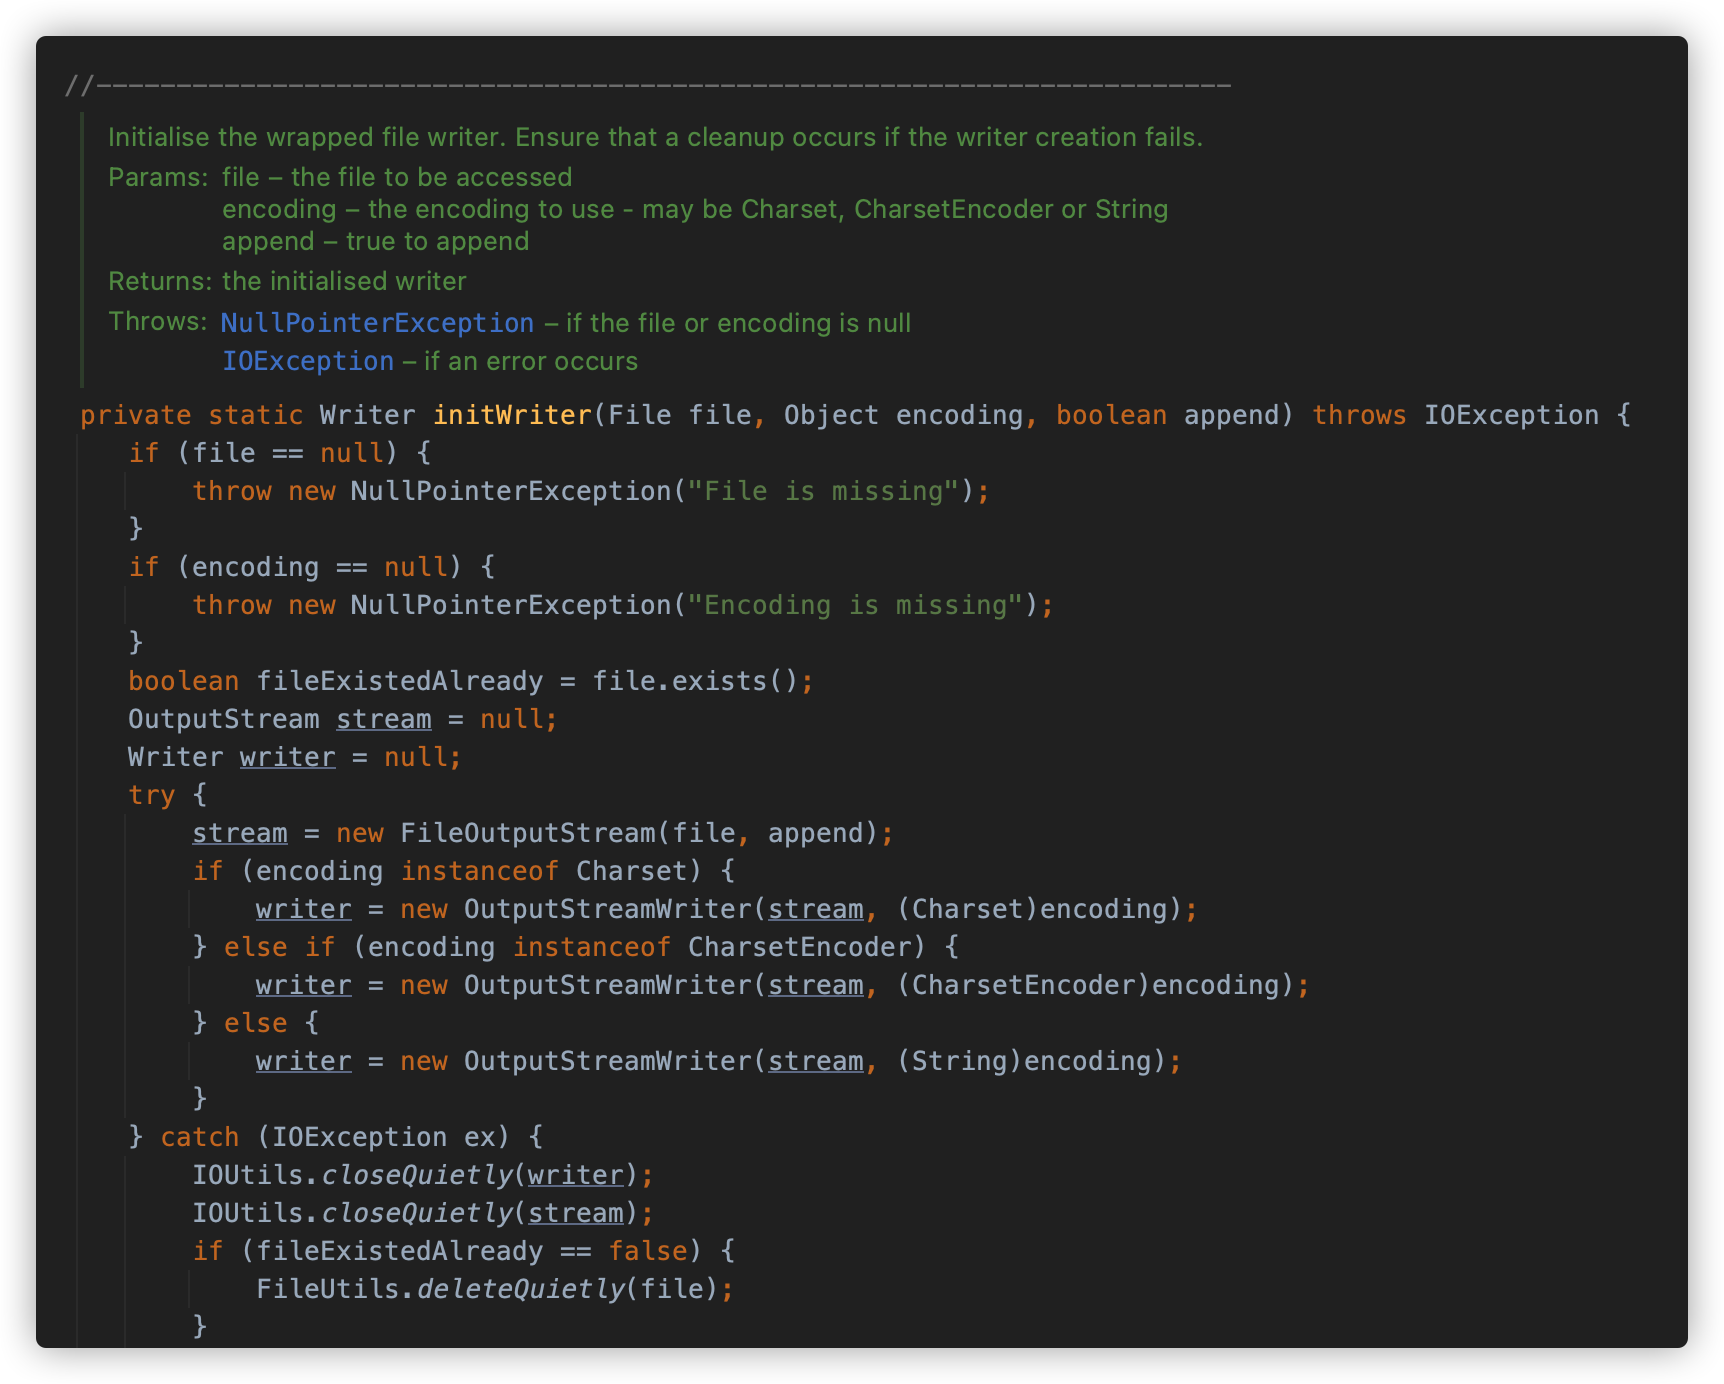 //-----------------------------------------------------------------------
Initialise the wrapped file writer. Ensure that a cleanup occurs if the writer creation fails.
Params: file – the file to be accessed
encoding – the encoding to use - may be Charset, CharsetEncoder or String
append – true to append
Returns: the initialised writer
Throws: NullPointerException – if the file or encoding is null
IOException – if an error occurs
private static Writer initWriter(File file, Object encoding, boolean append) throws IOException {
    if (file == null) {
        throw new NullPointerException("File is missing");
    }
    if (encoding == null) {
        throw new NullPointerException("Encoding is missing");
    }
    boolean fileExistedAlready = file.exists();
    OutputStream stream = null;
    Writer writer = null;
    try {
        stream = new FileOutputStream(file, append);
        if (encoding instanceof Charset) {
            writer = new OutputStreamWriter(stream, (Charset)encoding);
        } else if (encoding instanceof CharsetEncoder) {
            writer = new OutputStreamWriter(stream, (CharsetEncoder)encoding);
        } else {
            writer = new OutputStreamWriter(stream, (String)encoding);
        }
    } catch (IOException ex) {
        IOUtils.closeQuietly(writer);
        IOUtils.closeQuietly(stream);
        if (fileExistedAlready == false) {
            FileUtils.deleteQuietly(file);
        }